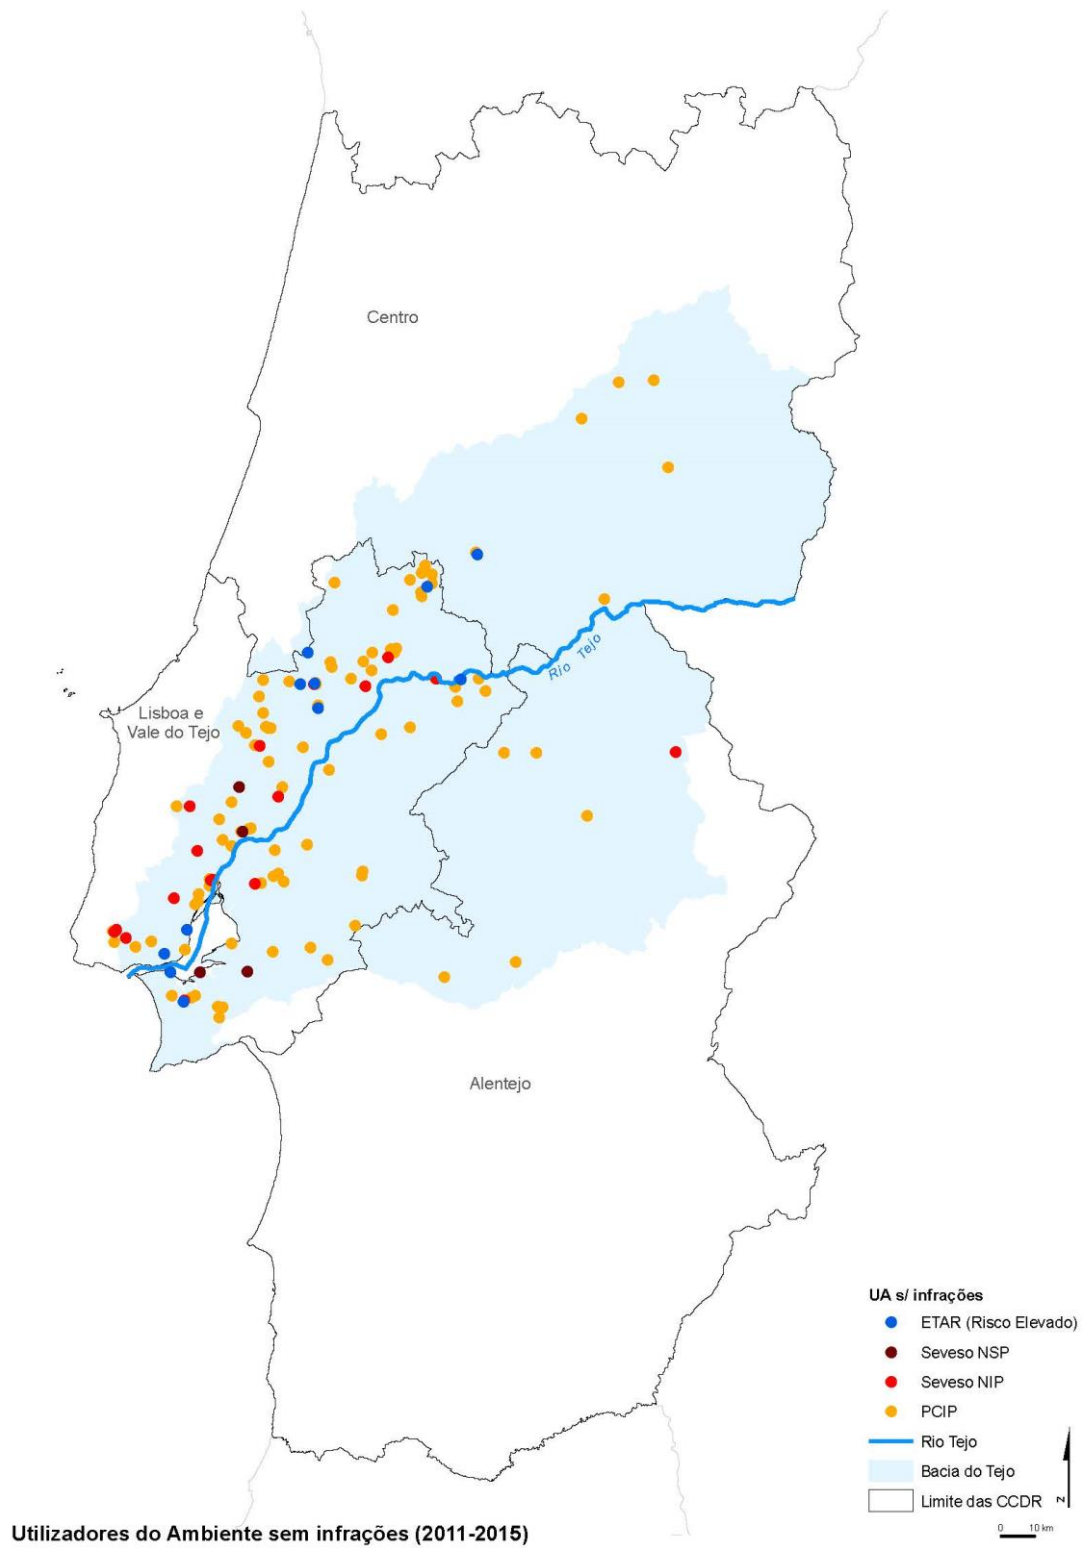 Centro
Rio Tejo
Lisboa e
Vale do Tejo
Alentejo
UA s/ infrações
ETAR (Risco Elevado)
Seveso NSP
Seveso NIP
PCIP
Rio Tejo
Bacia do Tejo
Limite das CCDR
N
0 10 km
Utilizadores do Ambiente sem infrações (2011-2015)